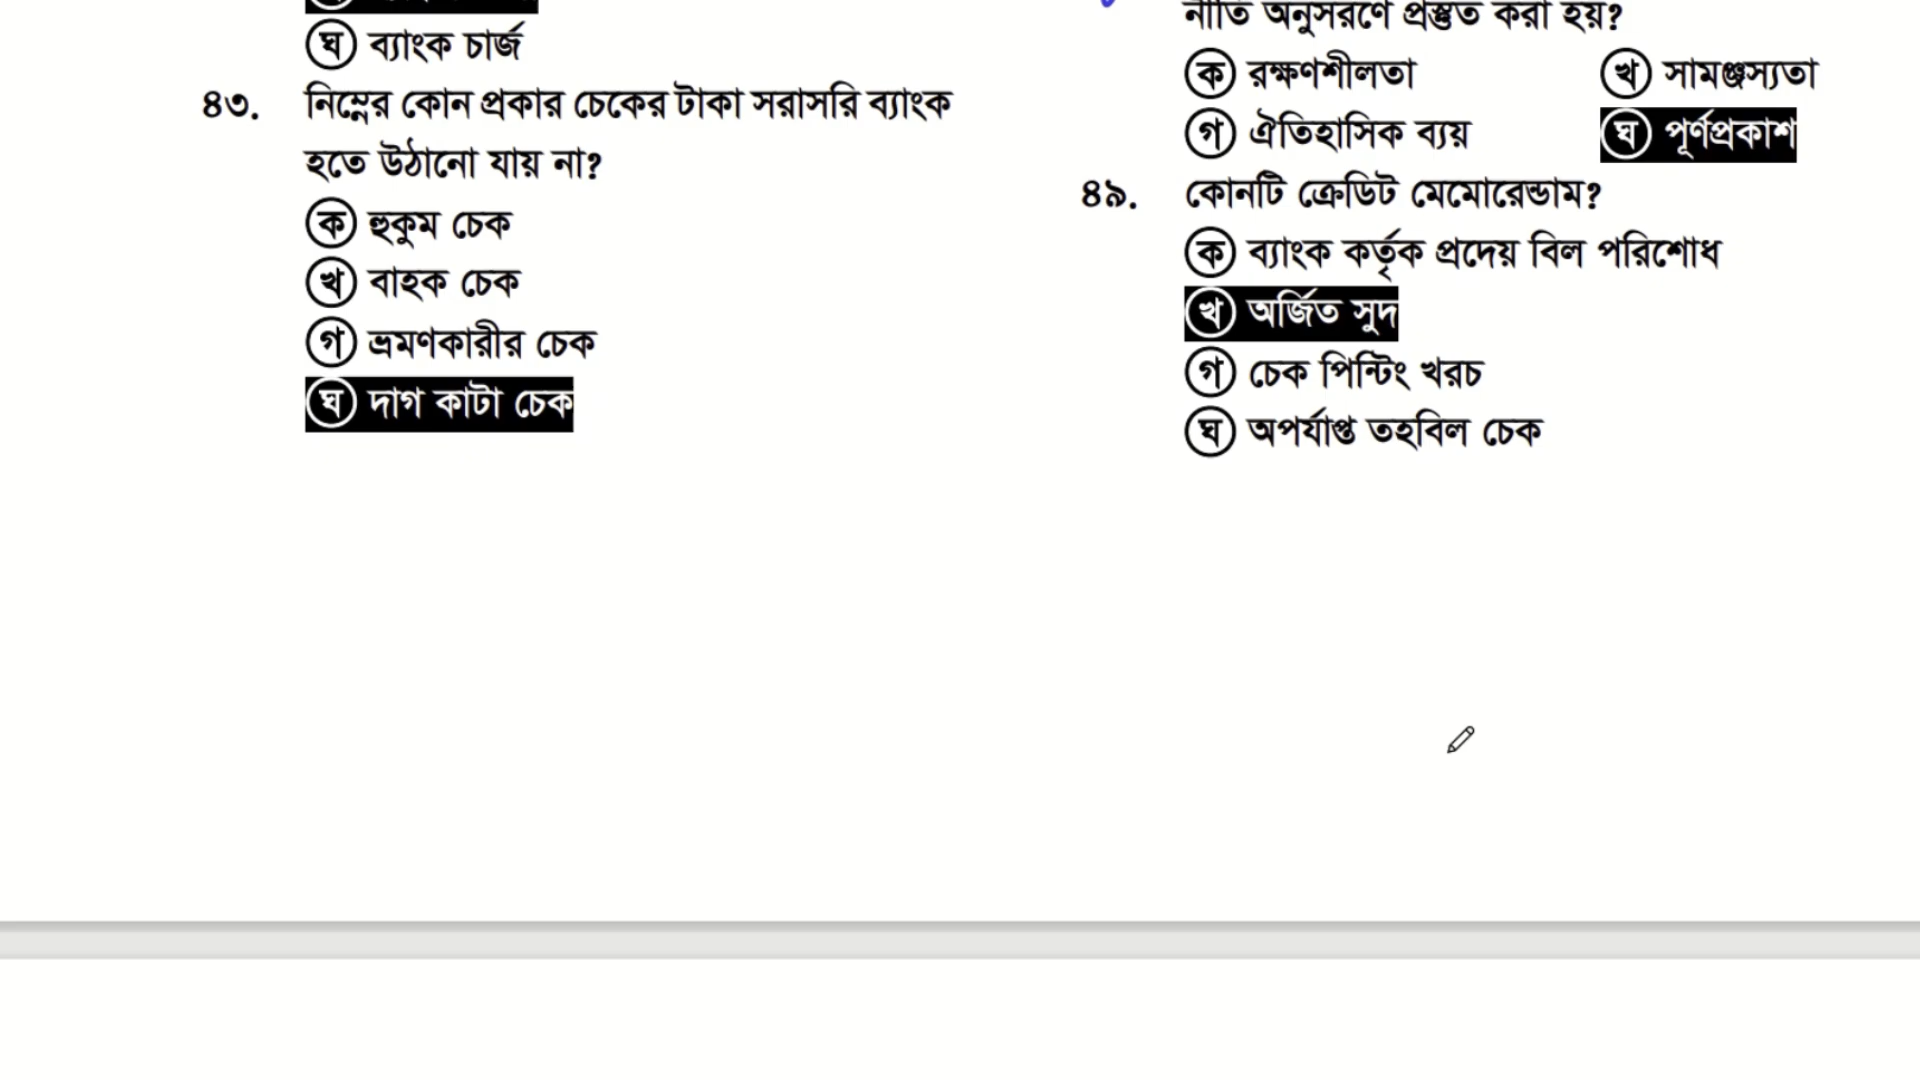 ঘ ব্যাংক চার্জ
৪৩. নিম্নের কোন প্রকার চেকের টাকা সরাসরি ব্যাংক
হতে উঠানো যায় না?
ক হুকুম চেক
খ বাহক চেক
গ ভ্রমণকারীর চেক
ঘ দাগ কাটা চেক
নীতি অনুসরণে প্রস্তুত করা হয়?
ক রক্ষণশীলতা খ সামঞ্জস্যতা
গ ঐতিহাসিক ব্যয় ঘ পূর্ণপ্রকাশ
৪৯. কোনটি ক্রেডিট মেমোরেন্ডাম?
ক ব্যাংক কর্তৃক প্রদেয় বিল পরিশোধ
খ অর্জিত সুদ
গ চেক পিন্টিং খরচ
ঘ অপর্যাপ্ত তহবিল চেক